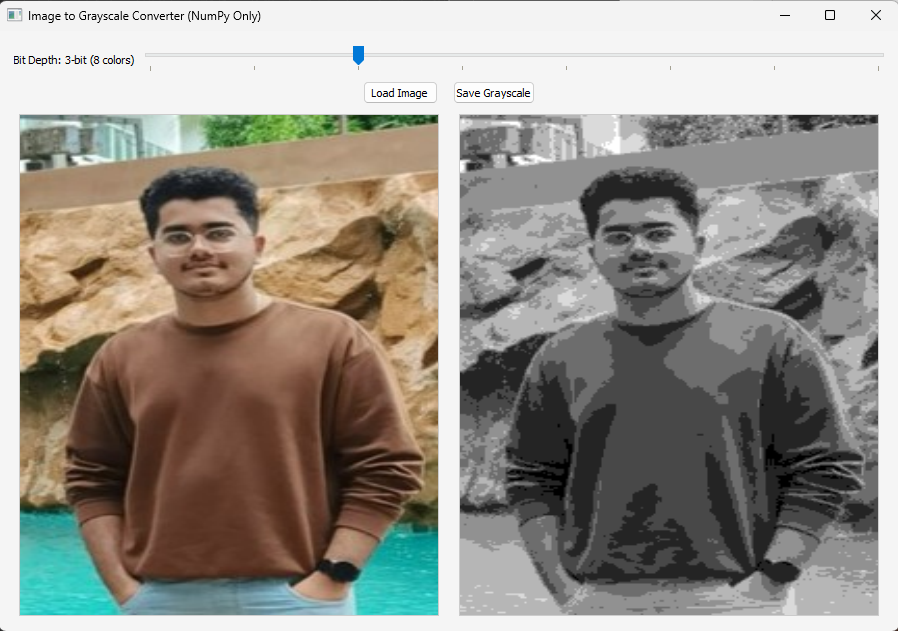 Image to Grayscale Converter (NumPy Only)
Bit Depth: 3-bit (8 colors)
Load Image
Save Grayscale